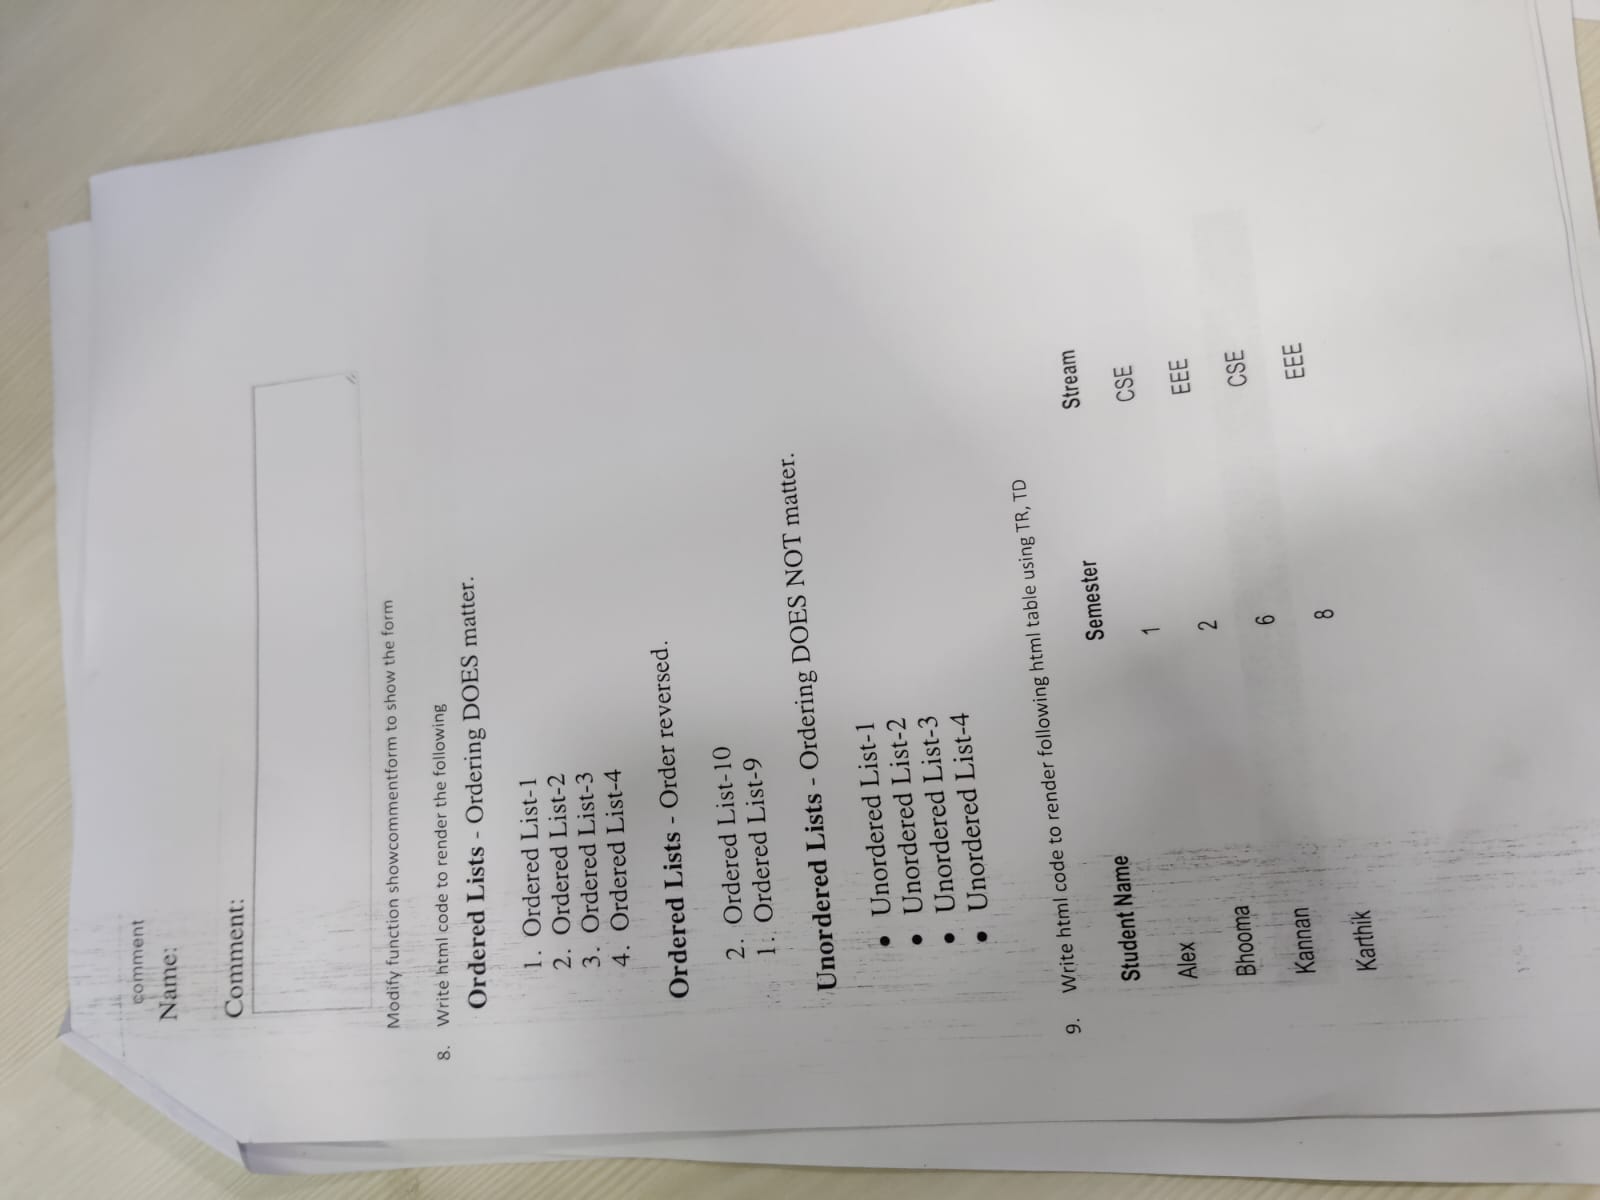 comment
Name:
Comment:
Modify function showcommentform to show the form
8. Write html code to render the following
Ordered Lists - Ordering DOES matter.
1. Ordered List-1
2. Ordered List-2
3. Ordered List-3
4. Ordered List-4
Ordered Lists - Order reversed.
2. Ordered List-10
1. Ordered List-9
Unordered Lists - Ordering DOES NOT matter.
• Unordered List-1
• Unordered List-2
• Unordered List-3
• Unordered List-4
9. Write html code to render following html table using TR, TD
Student Name Semester Stream
Alex 1 CSE
Bhooma 2 EEE
Kannan 6 CSE
Karthik 8 EEE